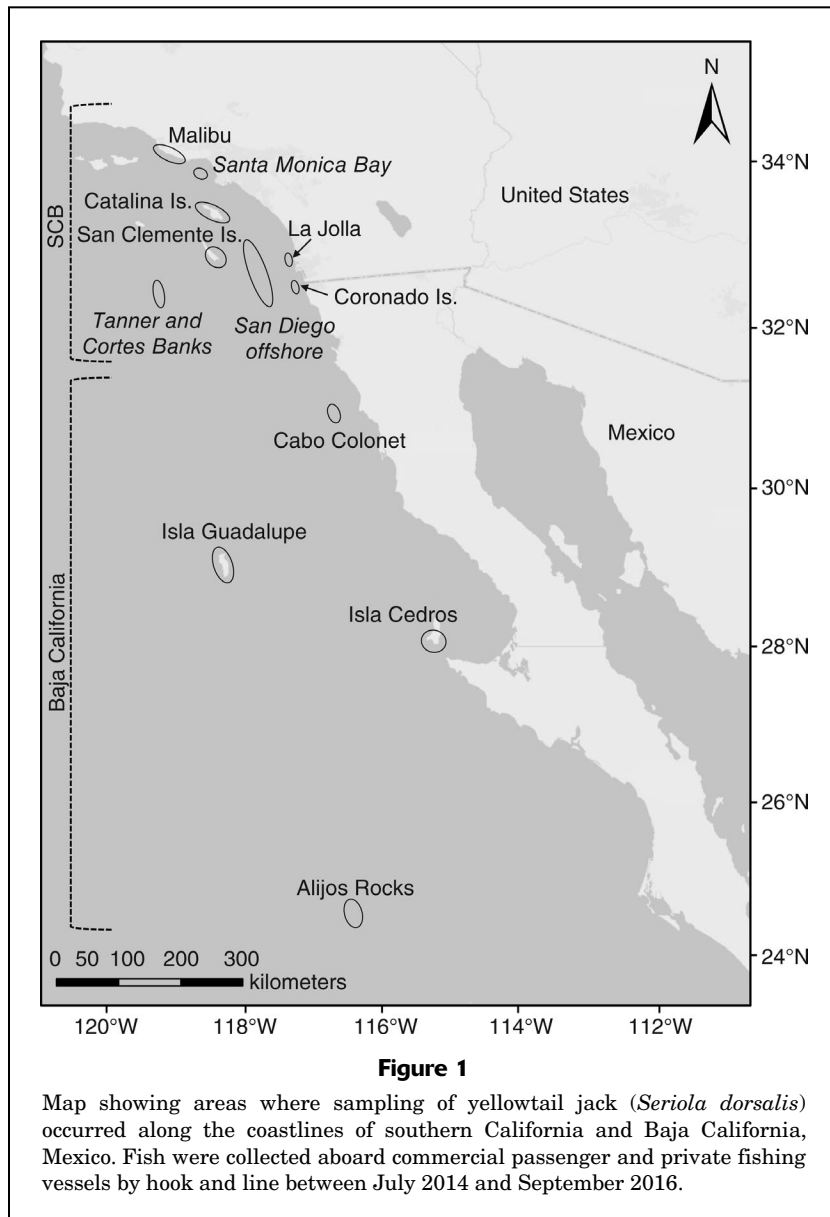 N
Malibu
Santa Monica Bay
34°N
Catalina Is.
United States
SCB
San Clemente Is.
La Jolla
Coronado Is.
Tanner and
Cortes Banks
San Diego
offshore
32°N
Cabo Colonet
Mexico
30°N
Isla Guadalupe
Isla Cedros
28°N
Baja California
26°N
Alijos Rocks
24°N
0 50 100 200 300
kilometers
120°W 118°W 116°W 114°W 112°W
Figure 1
Map showing areas where sampling of yellowtail jack (Seriola dorsalis)
occurred along the coastlines of southern California and Baja California,
Mexico. Fish were collected aboard commercial passenger and private fishing
vessels by hook and line between July 2014 and September 2016.